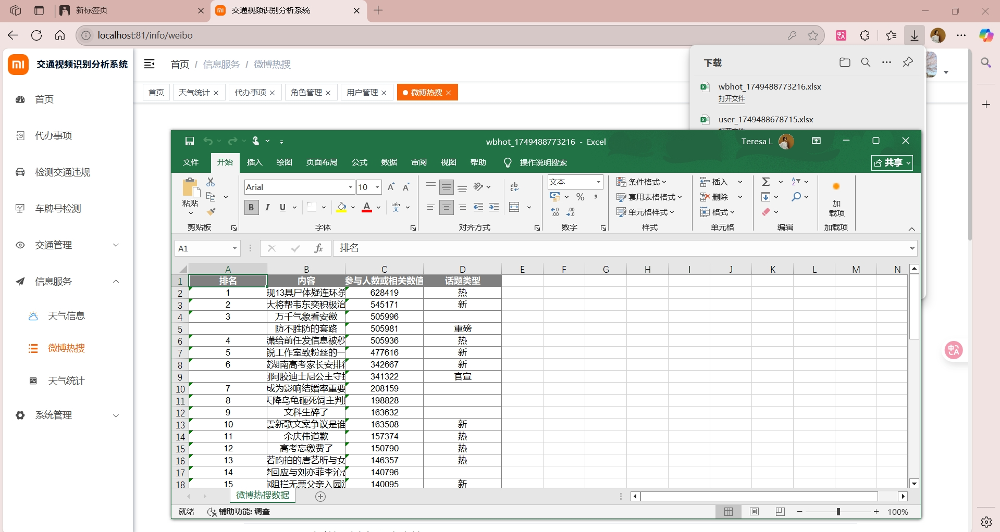 新标签页
交通视频识别分析系统
localhost:81/info/weibo
交通视频识别分析系统
首页 / 信息服务 / 微博热搜
首页
天气统计
代办事项
角色管理
用户管理
微博热搜
首页
代办事项
检测交通违规
车牌号检测
交通管理
信息服务
天气信息
微博热搜
天气统计
系统管理
下载
wbhot_1749488773216.xlsx
打开文件
user_1749488678715.xlsx
wbhot_1749488773216 - Excel
Teresa L
文件 开始 插入 绘图 页面布局 公式 数据 审阅 视图 帮助 操作说明搜索
共享
粘贴
剪贴板
Arial 10
B I U
字体
对齐方式
文本
数字
条件格式
套用表格格式
单元格样式
样式
插入
删除
格式
单元格
编辑
加
载项
加载项
A1
fx
排名
A B C D E F G H I J K L M N
1 排名 内容 参与人数或相关数值 话题类型
2 1 现13具尸体疑连环杀 628419 热
3 2 大将帮韦东奕积极治 545171 新
4 3 万千气象看安徽 505996
5 防不胜防的套路 505981 重磅
6 4 潇给前任发信息被秒 505936 热
7 5 锐工作室致粉丝的一 477616 新
8 6 湖南高考家长安排 342667 新
9 阿胶迪士尼公主守 341322 官宣
10 7 成为影响结婚率重要 208159
11 8 天降乌龟砸死饲主判 198828
12 9 文科生碎了 163632
13 10 雲新歌文案争议是谁 163508 新
14 11 余庆伟道歉 157374 热
15 12 高考忘缴费了 150790 热
16 13 若昀拍的唐艺昕与女 146357 热
17 14 回应与刘亦菲李沁 140796
18 15 阻拦无票父亲入园 140095 新
微博热搜数据
就绪
辅助功能: 调查
100%